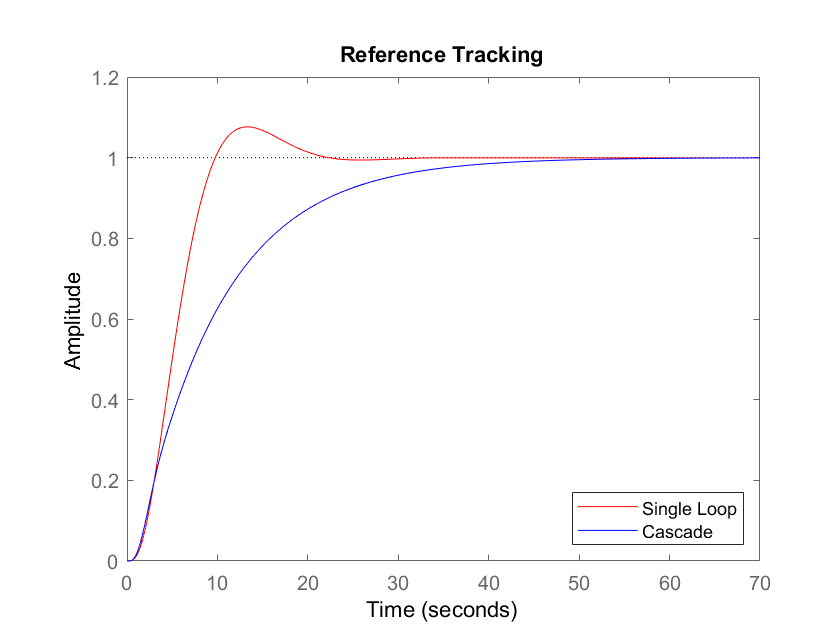 Reference Tracking
1.2
1
0.8
0.6
0.4
0.2
0
Amplitude
0 10 20 30 40 50 60 70
Time (seconds)
Single Loop
Cascade